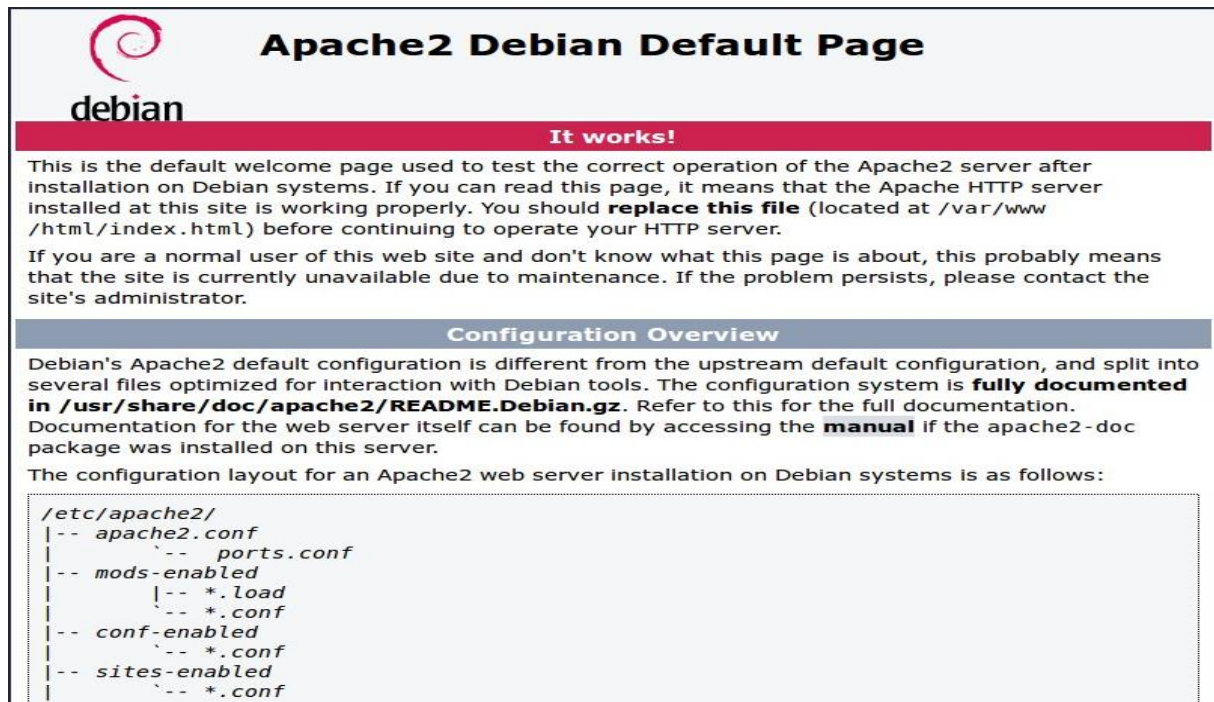 debian
Apache2 Debian Default Page
It works!
This is the default welcome page used to test the correct operation of the Apache2 server after
installation on Debian systems. If you can read this page, it means that the Apache HTTP server
installed at this site is working properly. You should replace this file (located at /var/www
/html/index.html) before continuing to operate your HTTP server.
If you are a normal user of this web site and don't know what this page is about, this probably means
that the site is currently unavailable due to maintenance. If the problem persists, please contact the
site's administrator.
Configuration Overview
Debian's Apache2 default configuration is different from the upstream default configuration, and split into
several files optimized for interaction with Debian tools. The configuration system is fully documented
in /usr/share/doc/apache2/README.Debian.gz. Refer to this for the full documentation.
Documentation for the web server itself can be found by accessing the manual if the apache2-doc
package was installed on this server.
The configuration layout for an Apache2 web server installation on Debian systems is as follows:
/etc/apache2/
|-- apache2.conf
|       `--  ports.conf
|-- mods-enabled
|       |-- *.load
|       `-- *.conf
|-- conf-enabled
|       `-- *.conf
|-- sites-enabled
|       `-- *.conf